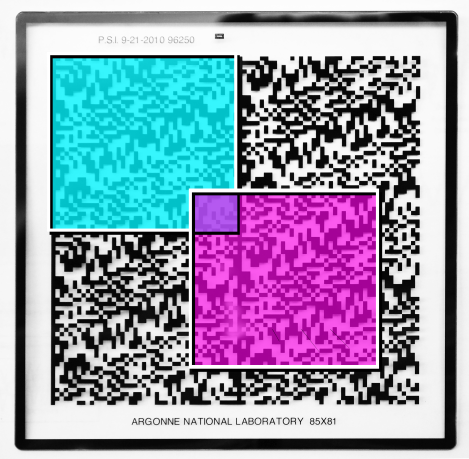 P.S.I. 9-21-2010 96250
ARGONNE NATIONAL LABORATORY 85X81